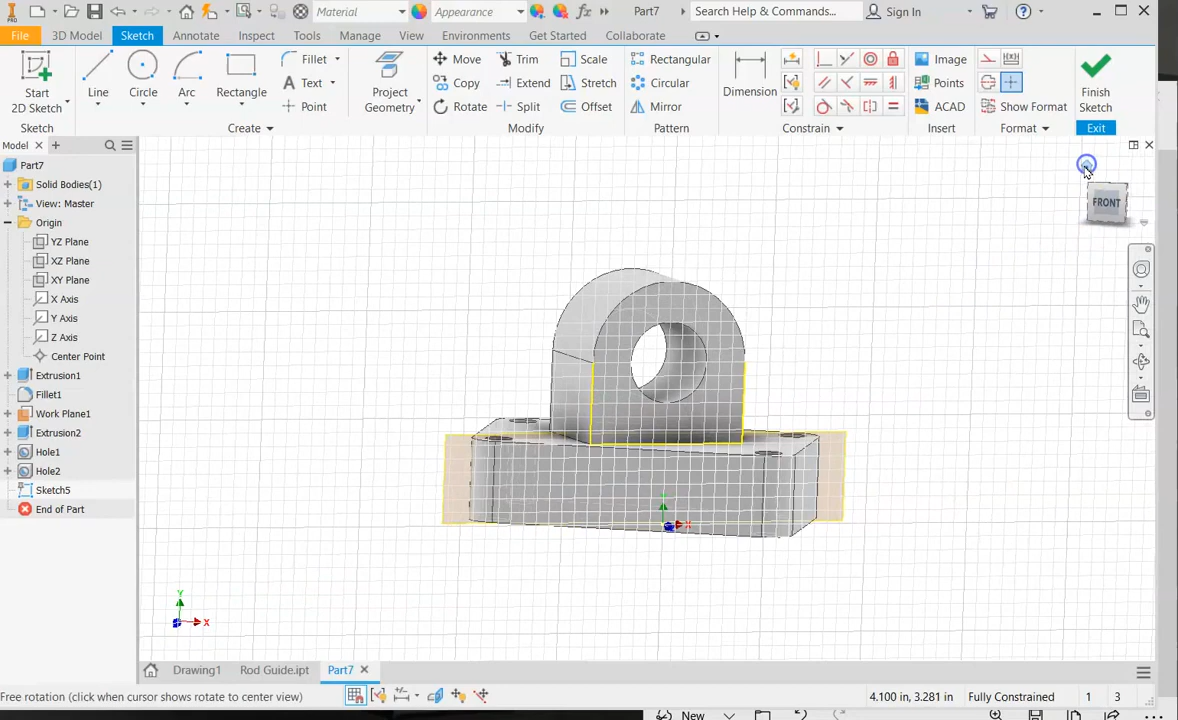 Material
Appearance
fx
Part7
Search Help & Commands...
Sign In
PRO
File
3D Model
Sketch
Annotate
Inspect
Tools
Manage
View
Environments
Get Started
Collaborate
Start
2D Sketch
Line
Circle
Arc
Rectangle
Fillet
Text
Point
Project
Geometry
Move
Copy
Rotate
Trim
Extend
Split
Scale
Stretch
Offset
Rectangular
Circular
Mirror
Dimension
Image
Points
ACAD
Show Format
Finish
Sketch
Sketch
Create
Modify
Pattern
Constrain
Insert
Format
Exit
Model
Part7
Solid Bodies(1)
View: Master
Origin
YZ Plane
XZ Plane
XY Plane
X Axis
Y Axis
Z Axis
Center Point
Extrusion1
Fillet1
Work Plane1
Extrusion2
Hole1
Hole2
Sketch5
End of Part
FRONT
X
Y
X
Drawing1
Rod Guide.ipt
Part7
Free rotation (click when cursor shows rotate to center view)
4.100 in, 3.281 in
Fully Constrained
1
3
New